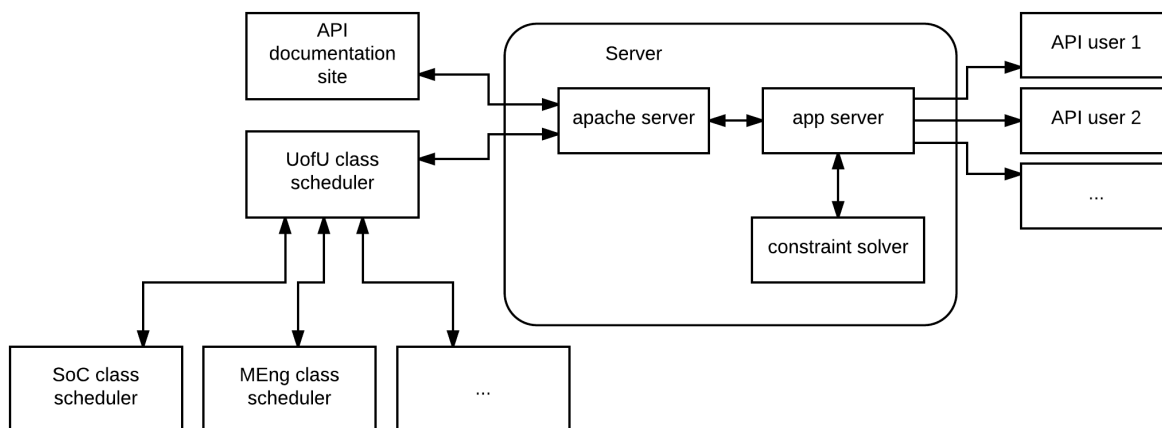 API
documentation
site
Server
API user 1
apache server
app server
API user 2
UofU class
scheduler
...
constraint solver
SoC class
scheduler
MEng class
scheduler
...